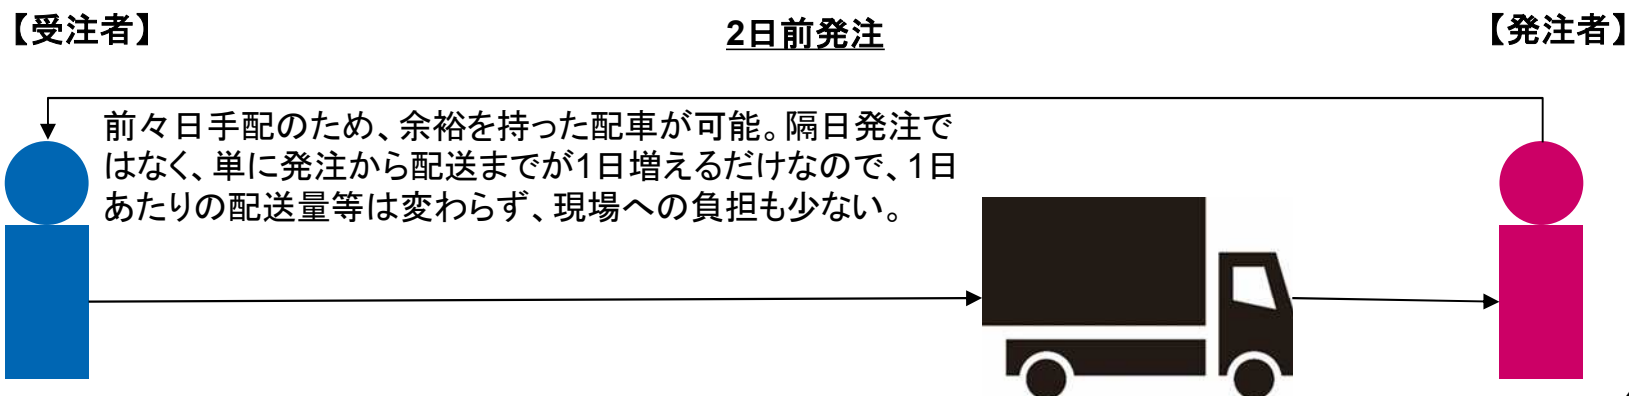 【受注者】
2日前発注
【発注者】
前々日手配のため、余裕を持った配車が可能。隔日発注で
はなく、単に発注から配送までが1日増えるだけなので、1日
あたりの配送量等は変わらず、現場への負担も少ない。